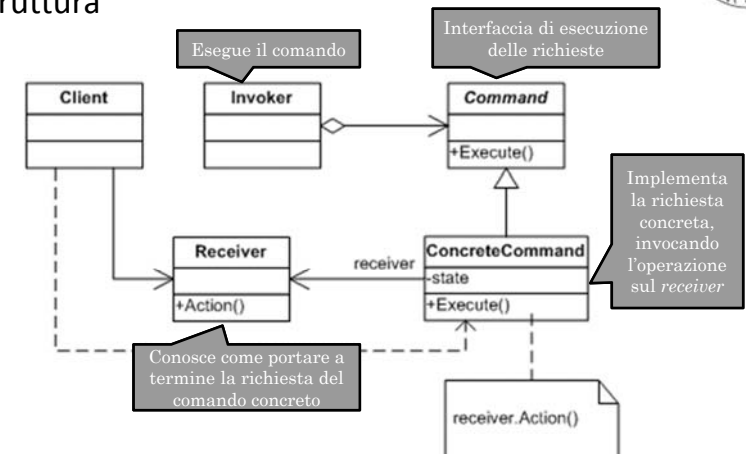 ruttura
Esegue il comando
Interfaccia di esecuzione
delle richieste
Client
Invoker
Command
+Execute()
Implementa
la richiesta
concreta,
invocando
l'operazione
sul receiver
Receiver
+Action()
receiver
ConcreteCommand
-state
+Execute()
Conosce come portare a
termine la richiesta del
comando concreto
receiver.Action()